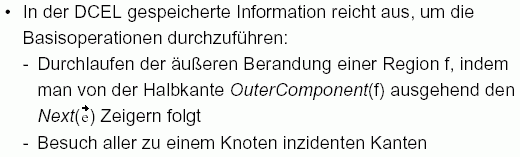 • In der DCEL gespeicherte Information reicht aus, um die
Basisoperationen durchzuführen:
- Durchlaufen der äußeren Berandung einer Region f, indem
man von der Halbkante OuterComponent(f) ausgehend den
Next(e⃗) Zeigern folgt
- Besuch aller zu einem Knoten inzidenten Kanten